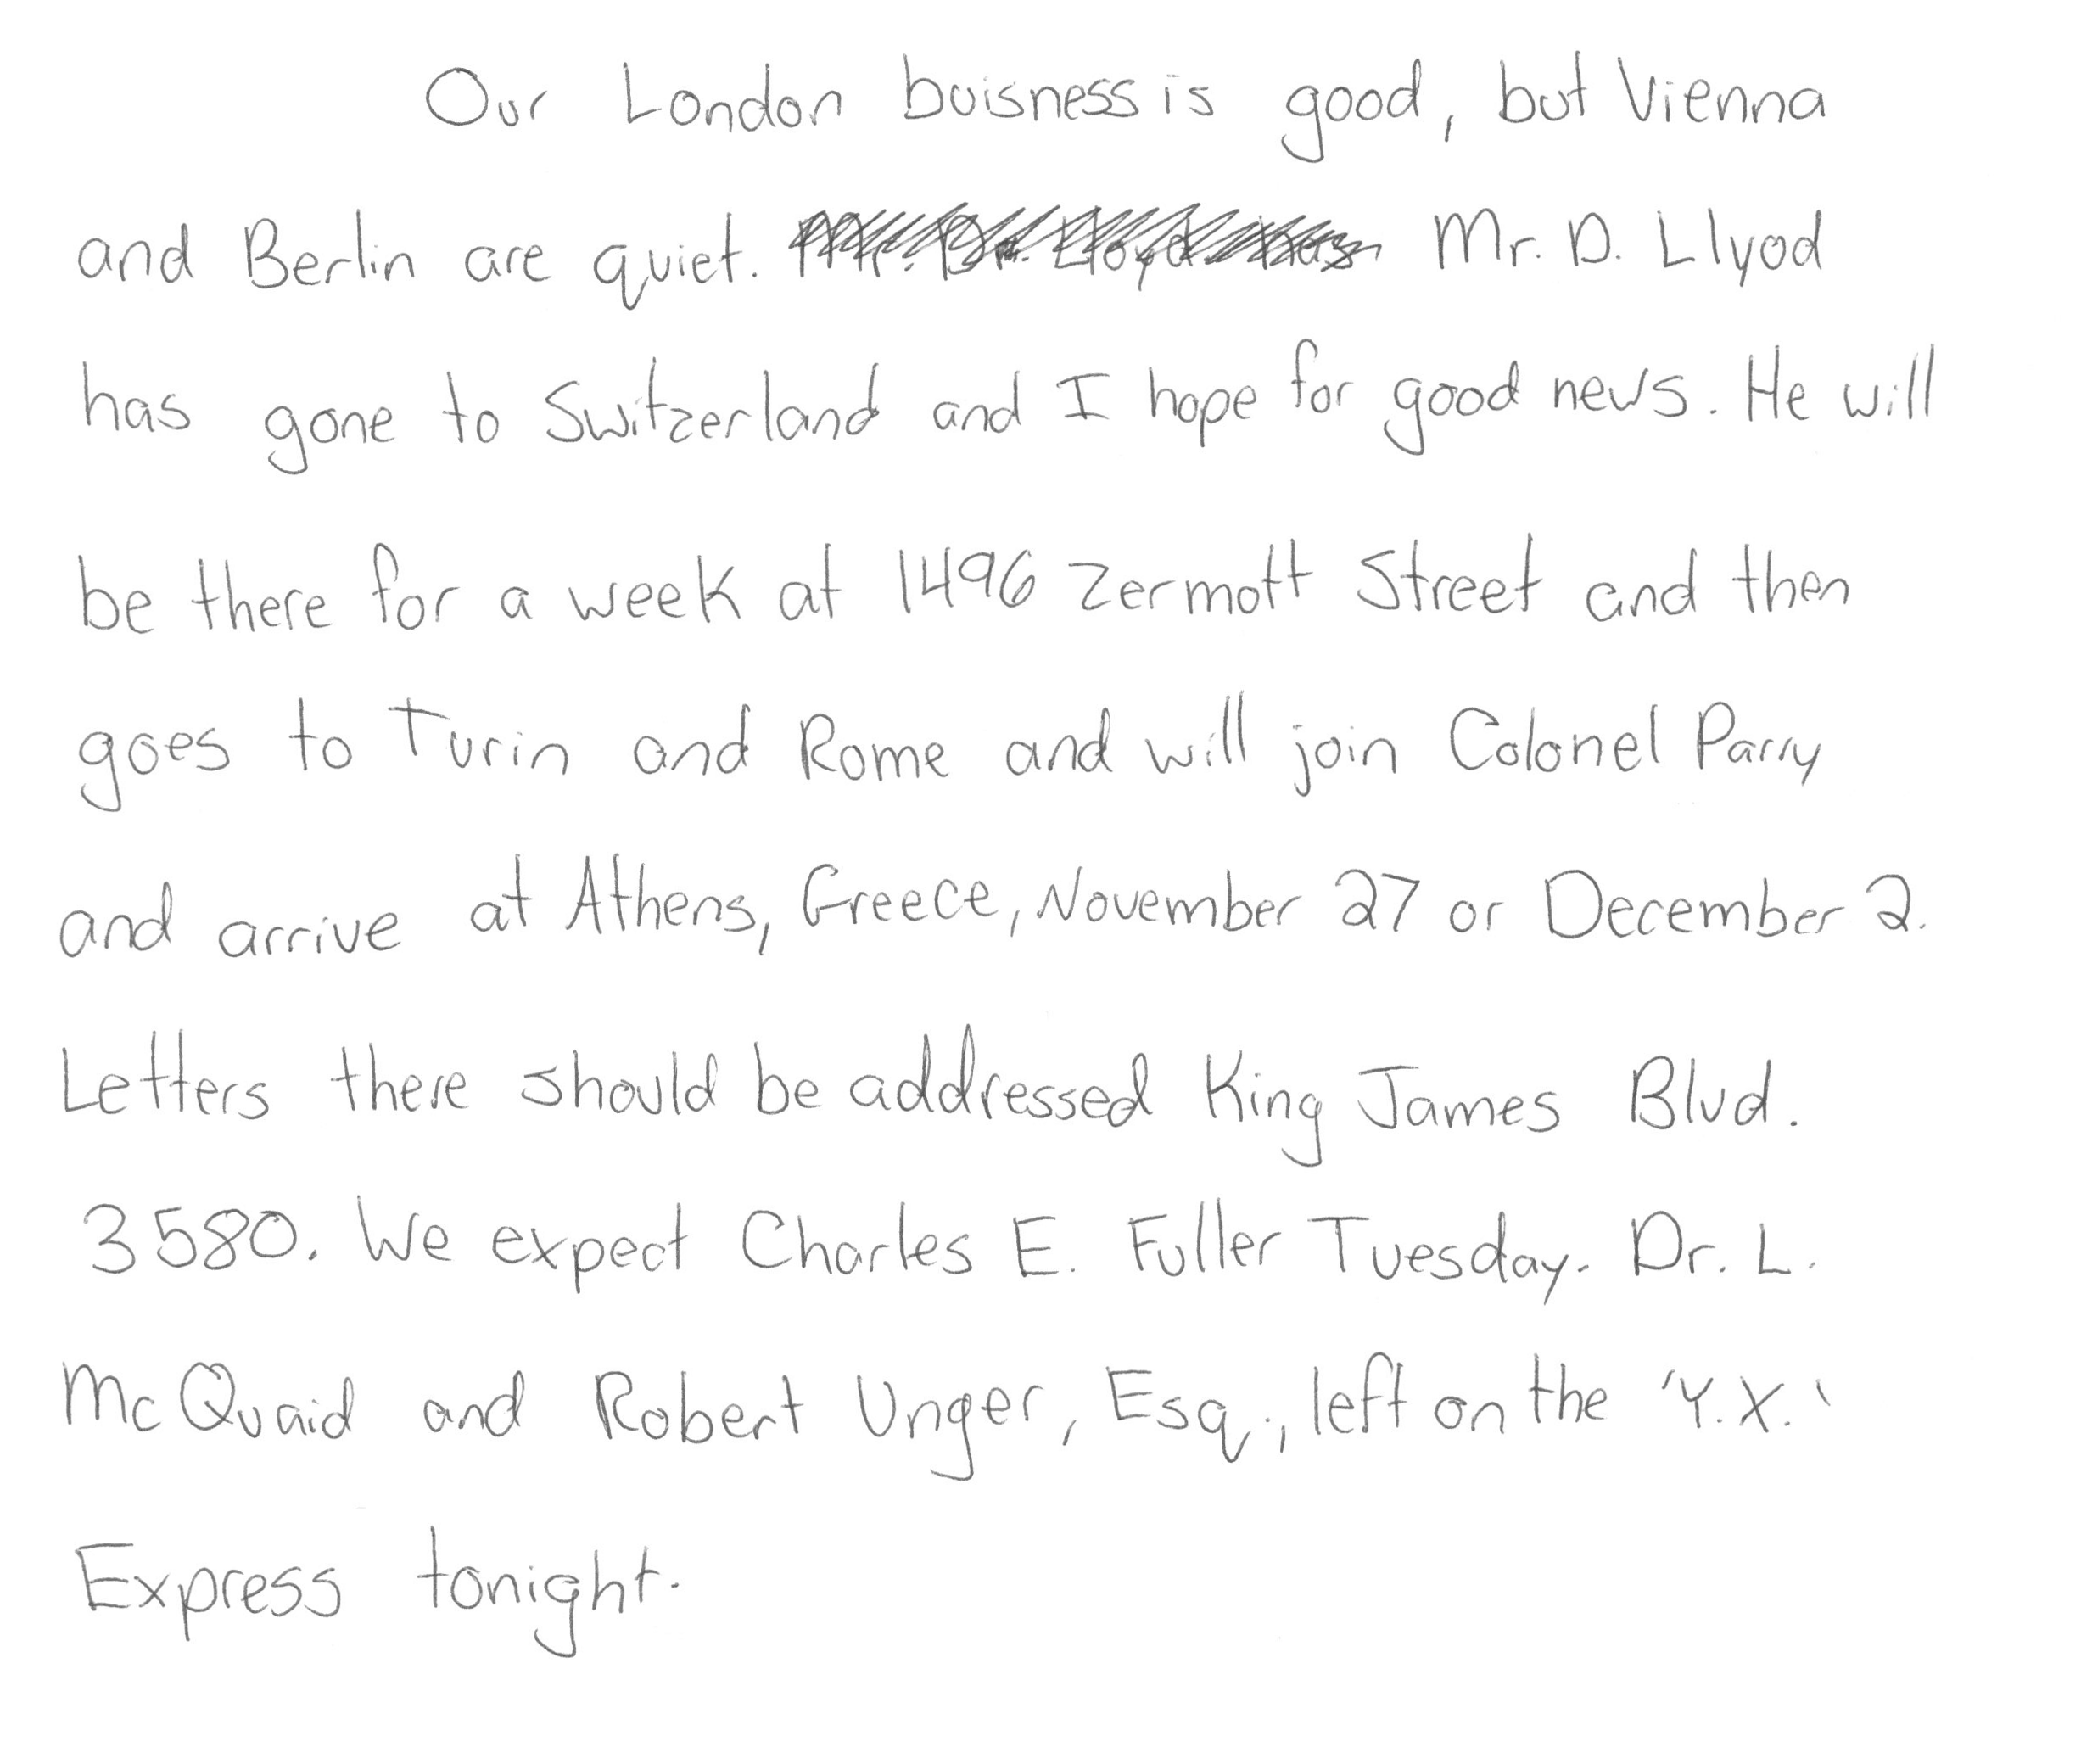 Our London buisness is good, but Vienna
and Berlin are quiet. Mr. D. Llyod
has gone to Switzerland and I hope for good news. He will
be there for a week at 1496 Zermott Street and then
goes to Turin and Rome and will join Colonel Parry
and arrive at Athens, Greece, November 27 or December 2.
Letters there should be addressed King James Blvd.
3580. We expect Charles E. Fuller Tuesday. Dr. L.
McQuaid and Robert Unger, Esq., left on the 'Y.X.'
Express tonight.